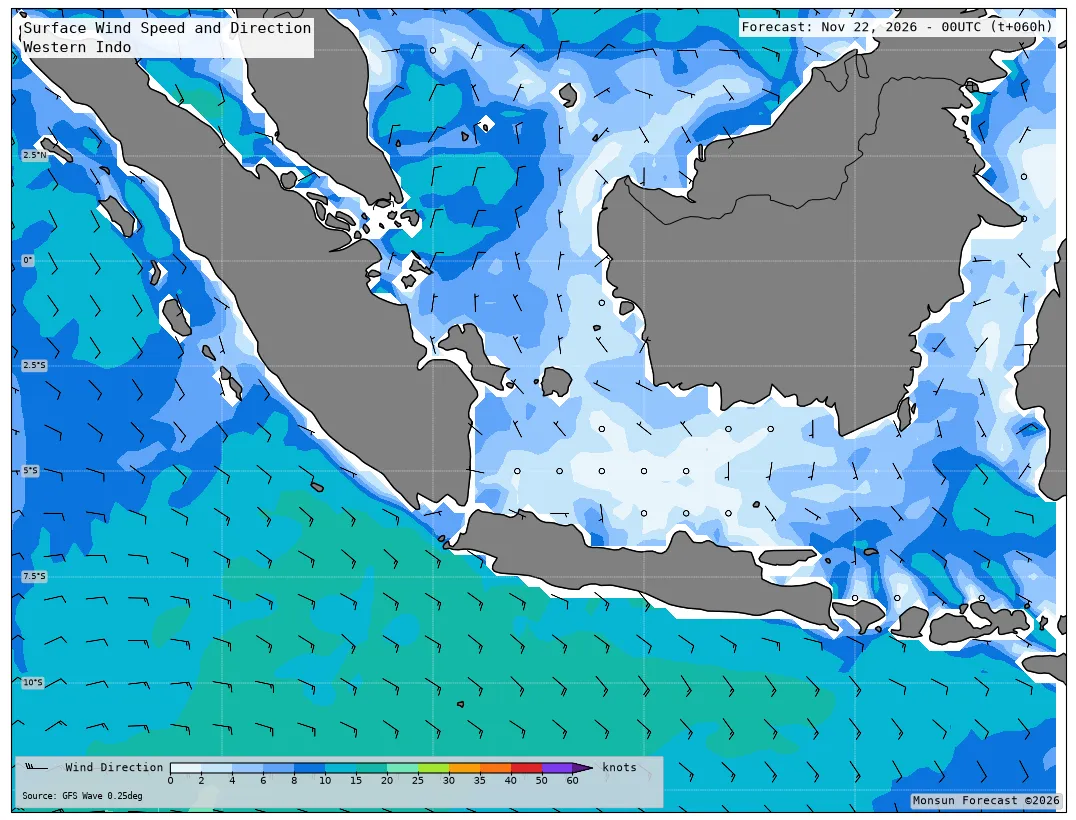 Surface Wind Speed and Direction
Western Indo
Forecast: Nov 22, 2026 - 00UTC (t+060h)
2.5°N
0°
2.5°S
5°S
7.5°S
10°S
Wind Direction
0 2 4 6 8 10 15 20 25 30 40 50 60
knots
Source: GFS Wave 0.25deg
Monsun Forecast ©2026